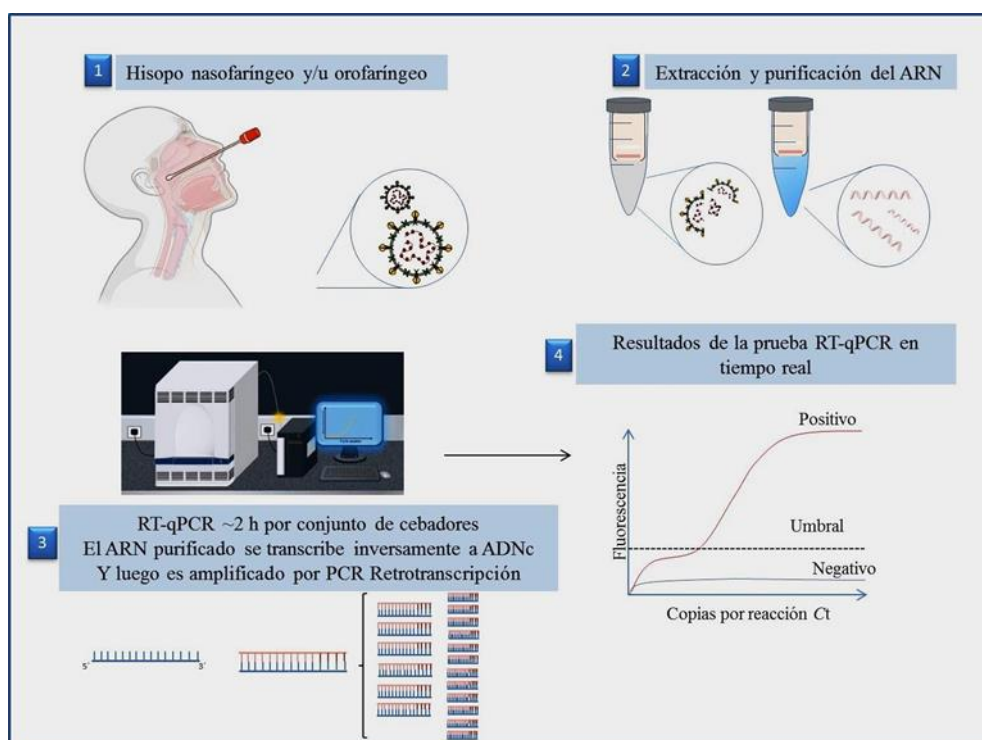 1
Hisopo nasofaríngeo y/u orofaríngeo
2
Extracción y purificación del ARN
3
RT-qPCR ~2 h por conjunto de cebadores
El ARN purificado se transcribe inversamente a ADNc
Y luego es amplificado por PCR Retrotranscripción
5´
3´
4
Resultados de la prueba RT-qPCR en
tiempo real
Fluorescencia
Positivo
Umbral
Negativo
Copias por reacción Ct